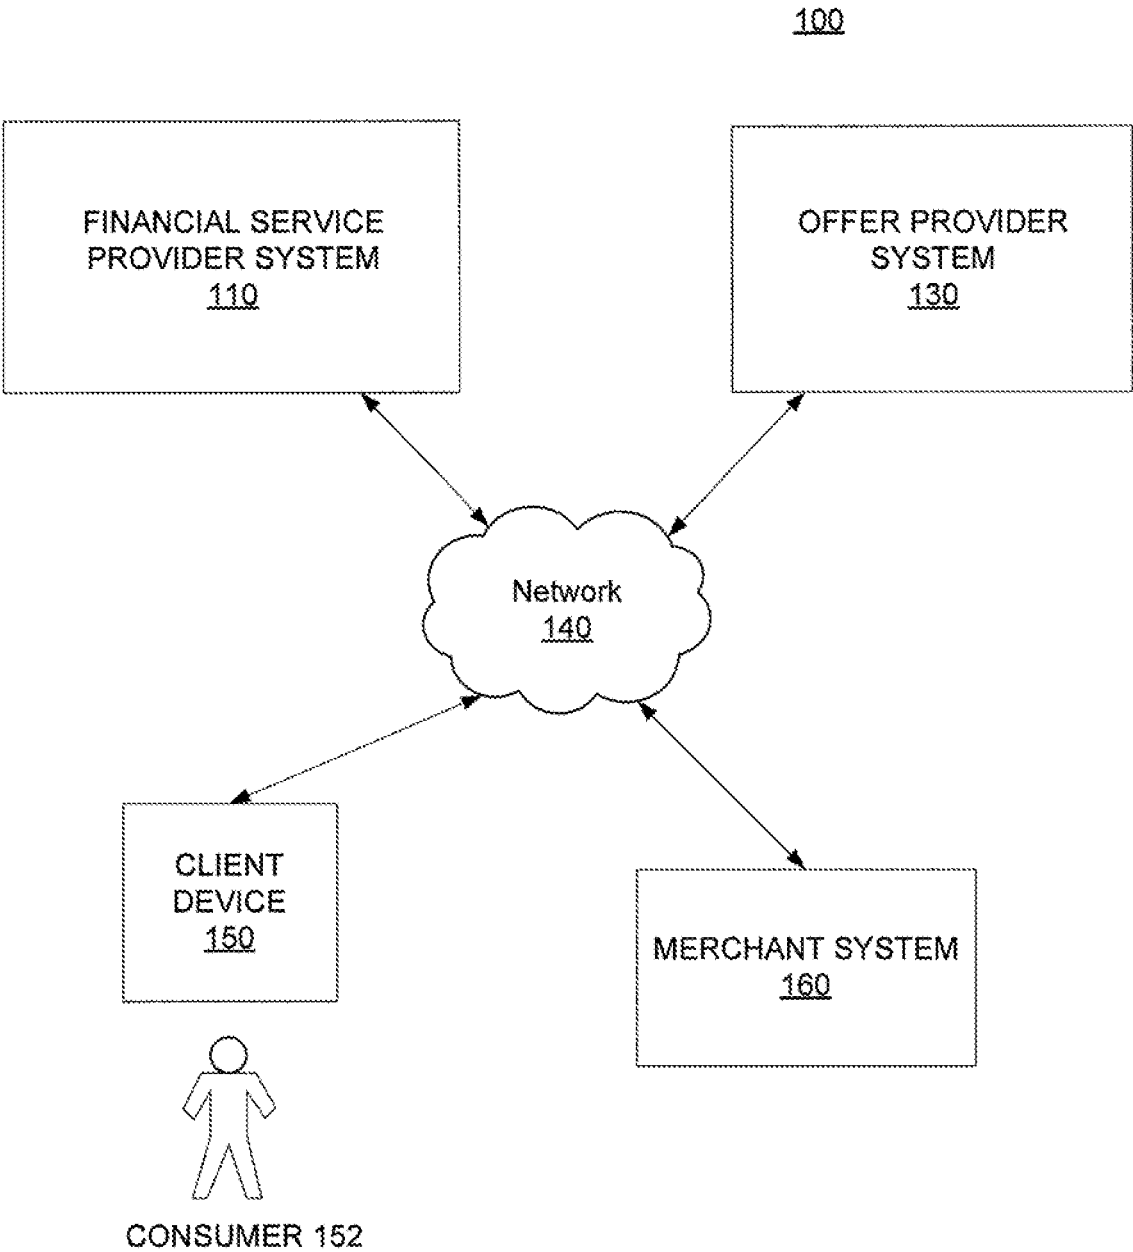 100
FINANCIAL SERVICE
PROVIDER SYSTEM
110
OFFER PROVIDER
SYSTEM
130
Network
140
CLIENT
DEVICE
150
MERCHANT SYSTEM
160
CONSUMER 152